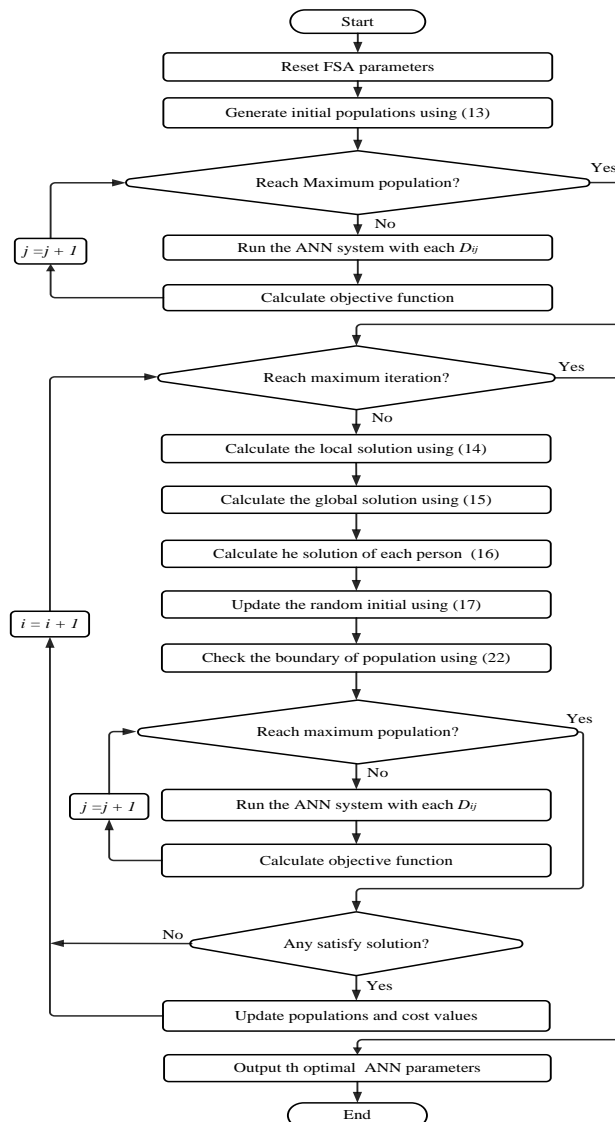 Start
Reset FSA parameters
Generate initial populations using (13)
Reach Maximum population?
Yes
No
j =j + 1
Run the ANN system with each Dij
Calculate objective function
Reach maximum iteration?
Yes
No
Calculate the local solution using (14)
Calculate the global solution using (15)
Calculate he solution of each person (16)
i = i + 1
Update the random initial using (17)
Check the boundary of population using (22)
Reach maximum population?
Yes
No
j =j + 1
Run the ANN system with each Dij
Calculate objective function
No
Any satisfy solution?
Yes
Update populations and cost values
Output th optimal ANN parameters
End